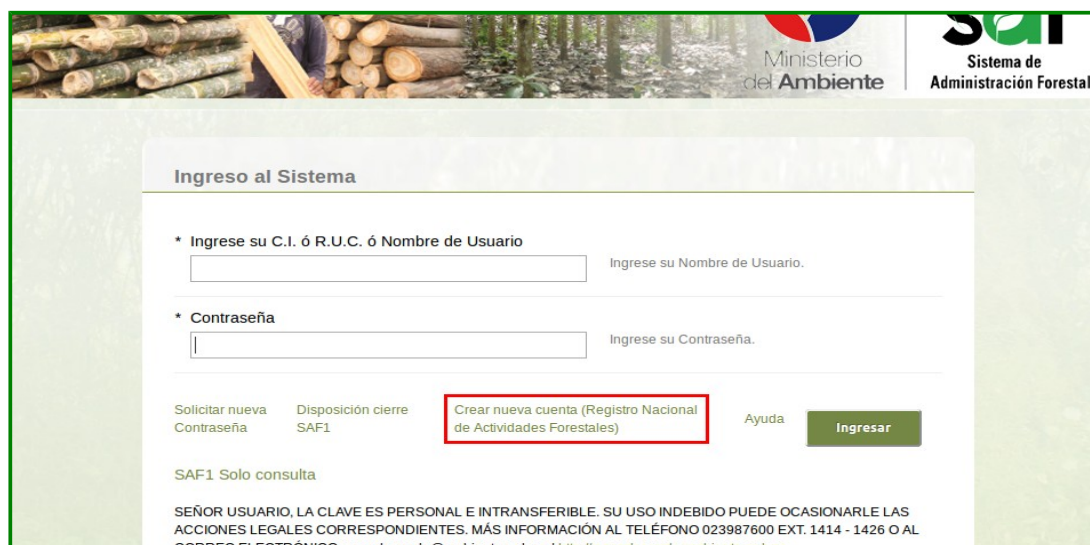 Ministerio
del Ambiente
Sistema de
Administración Forestal
Ingreso al Sistema
* Ingrese su C.I. ó R.U.C. ó Nombre de Usuario
Ingrese su Nombre de Usuario.
* Contraseña
Ingrese su Contraseña.
Solicitar nueva
Contraseña
Disposición cierre
SAF1
Crear nueva cuenta (Registro Nacional
de Actividades Forestales)
Ayuda
Ingresar
SAF1 Solo consulta
SEÑOR USUARIO, LA CLAVE ES PERSONAL E INTRANSFERIBLE. SU USO INDEBIDO PUEDE OCASIONARLE LAS
ACCIONES LEGALES CORRESPONDIENTES. MÁS INFORMACIÓN AL TELÉFONO 023987600 EXT. 1414 - 1426 O AL
CORREO ELECTRÓNICO